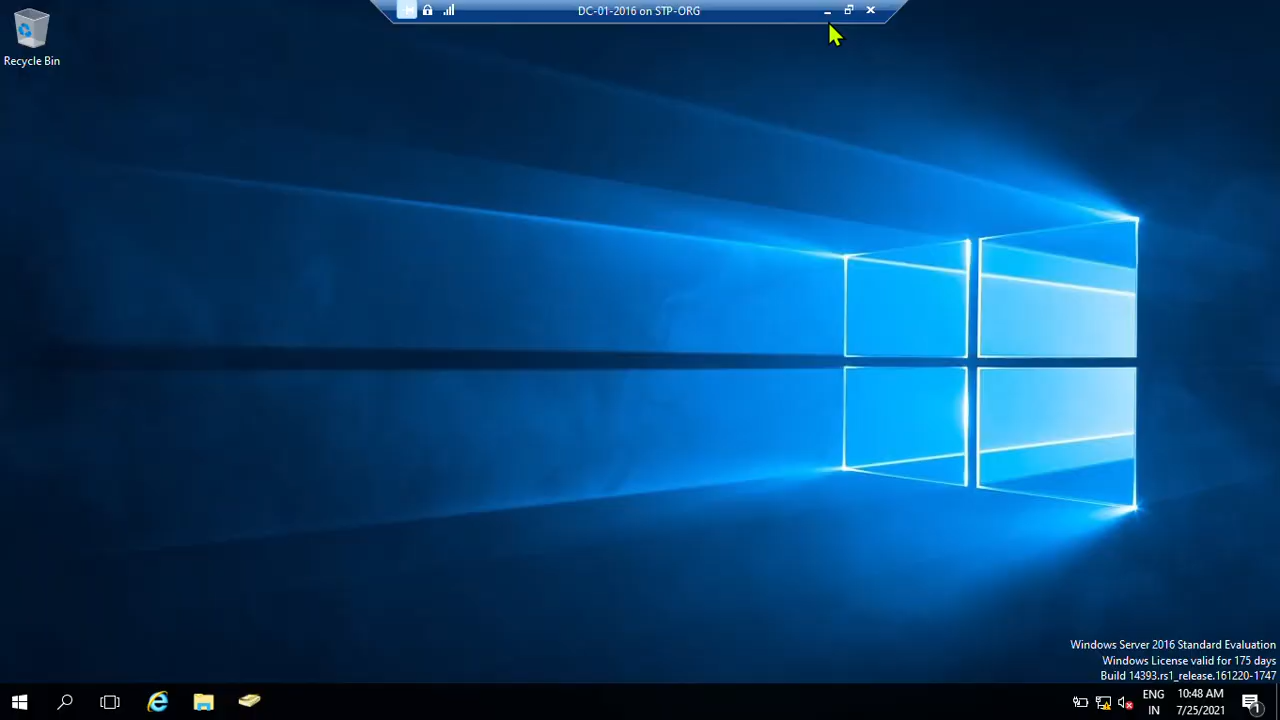 DC-01-2016 on STP-ORG
Recycle Bin
Windows Server 2016 Standard Evaluation
Windows License valid for 175 days
Build 14393.rs1_release.161220-1747
ENG
IN
10:48 AM
7/25/2021
1